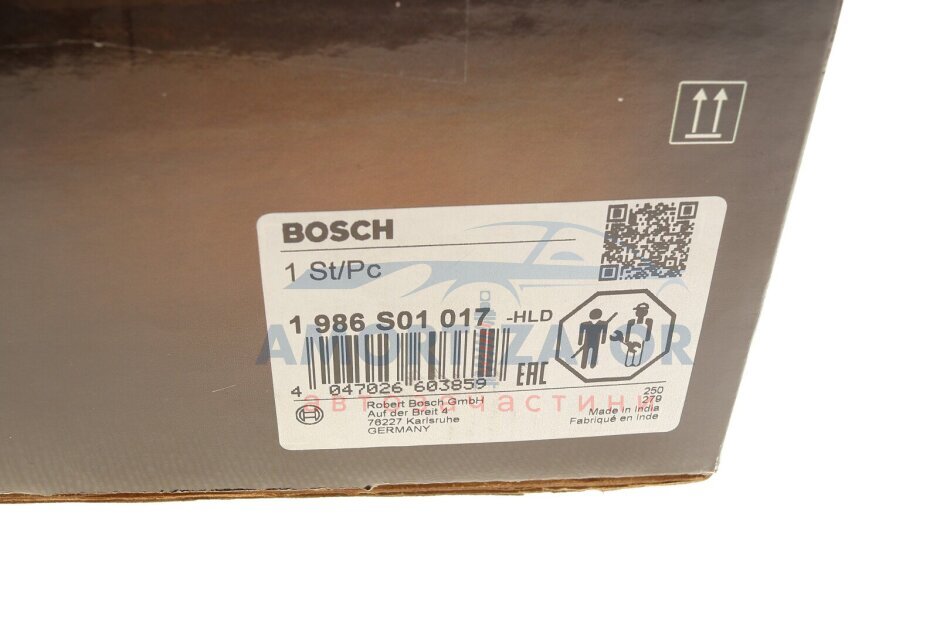 BOSCH
1 St/Pc
1 986 S01 017 -HLD
AMORTIZATOR
4 047026 603859
EAC
автозапчастини
Robert Bosch GmbH
Auf der Breit 4
76227 Karlsruhe
GERMANY
250
279
Made in India
Fabriqué en Inde